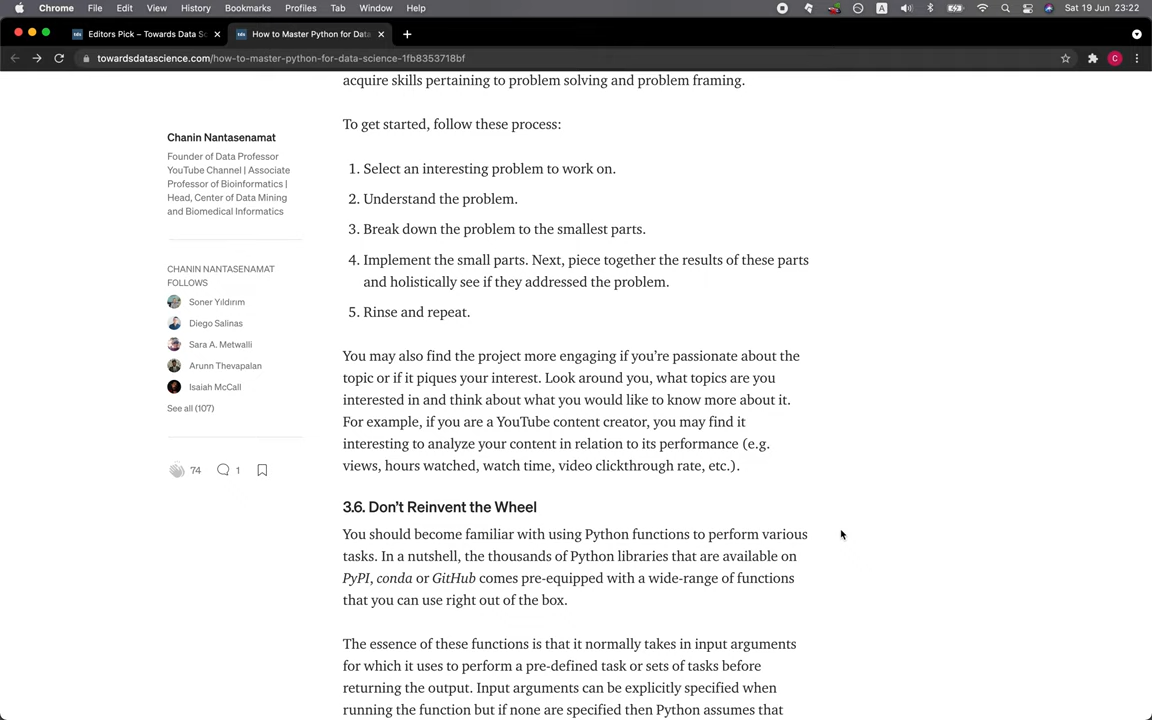 Chrome File Edit View History Bookmarks Profiles Tab Window Help
A
Sat 19 Jun 23:22
tds Editors Pick – Towards Data Sc
tds How to Master Python for Data
towardsdatascience.com/how-to-master-python-for-data-science-1fb8353718bf
C
acquire skills pertaining to problem solving and problem framing.
To get started, follow these process:
1. Select an interesting problem to work on.
2. Understand the problem.
3. Break down the problem to the smallest parts.
4. Implement the small parts. Next, piece together the results of these parts
and holistically see if they addressed the problem.
5. Rinse and repeat.
You may also find the project more engaging if you’re passionate about the
topic or if it piques your interest. Look around you, what topics are you
interested in and think about what you would like to know more about it.
For example, if you are a YouTube content creator, you may find it
interesting to analyze your content in relation to its performance (e.g.
views, hours watched, watch time, video clickthrough rate, etc.).
3.6. Don’t Reinvent the Wheel
You should become familiar with using Python functions to perform various
tasks. In a nutshell, the thousands of Python libraries that are available on
PyPI, conda or GitHub comes pre-equipped with a wide-range of functions
that you can use right out of the box.
The essence of these functions is that it normally takes in input arguments
for which it uses to perform a pre-defined task or sets of tasks before
returning the output. Input arguments can be explicitly specified when
running the function but if none are specified then Python assumes that
Chanin Nantasenamat
Founder of Data Professor
YouTube Channel | Associate
Professor of Bioinformatics |
Head, Center of Data Mining
and Biomedical Informatics
CHANIN NANTASENAMAT
FOLLOWS
Soner Yıldırım
Diego Salinas
Sara A. Metwalli
Arunn Thevapalan
Isaiah McCall
See all (107)
74 1